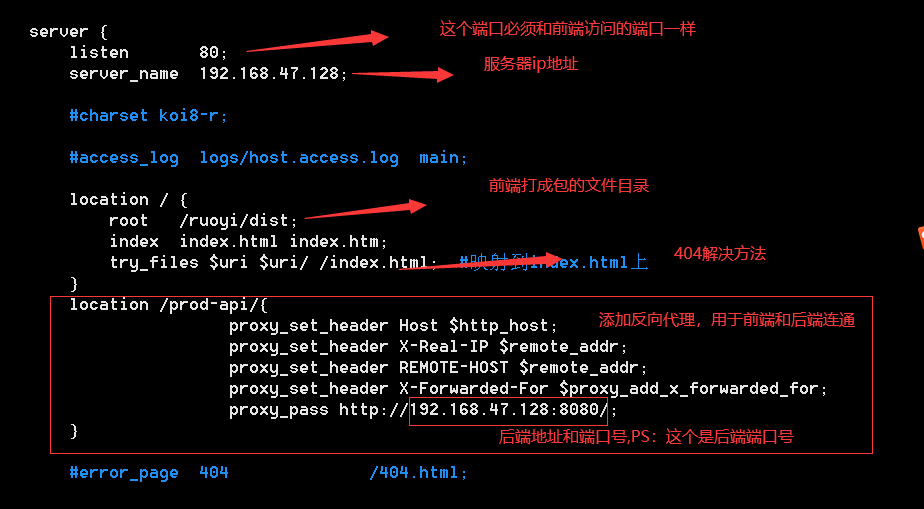 server {
这个端口必须和前端访问的端口一样
listen 80;
server_name 192.168.47.128;
服务器ip地址
#charset koi8-r;
#access_log logs/host.access.log main;
location / {
前端打成包的文件目录
root /ruoyi/dist;
index index.html index.htm;
try_files $uri $uri/ /index.html; #映射到index.html上
404解决方法
}
location /prod-api/{
添加反向代理，用于前端和后端连通
proxy_set_header Host $http_host;
proxy_set_header X-Real-IP $remote_addr;
proxy_set_header REMOTE-HOST $remote_addr;
proxy_set_header X-Forwarded-For $proxy_add_x_forwarded_for;
proxy_pass http://192.168.47.128:8080/;
}
后端地址和端口号,PS：这个是后端端口号
#error_page 404 /404.html;